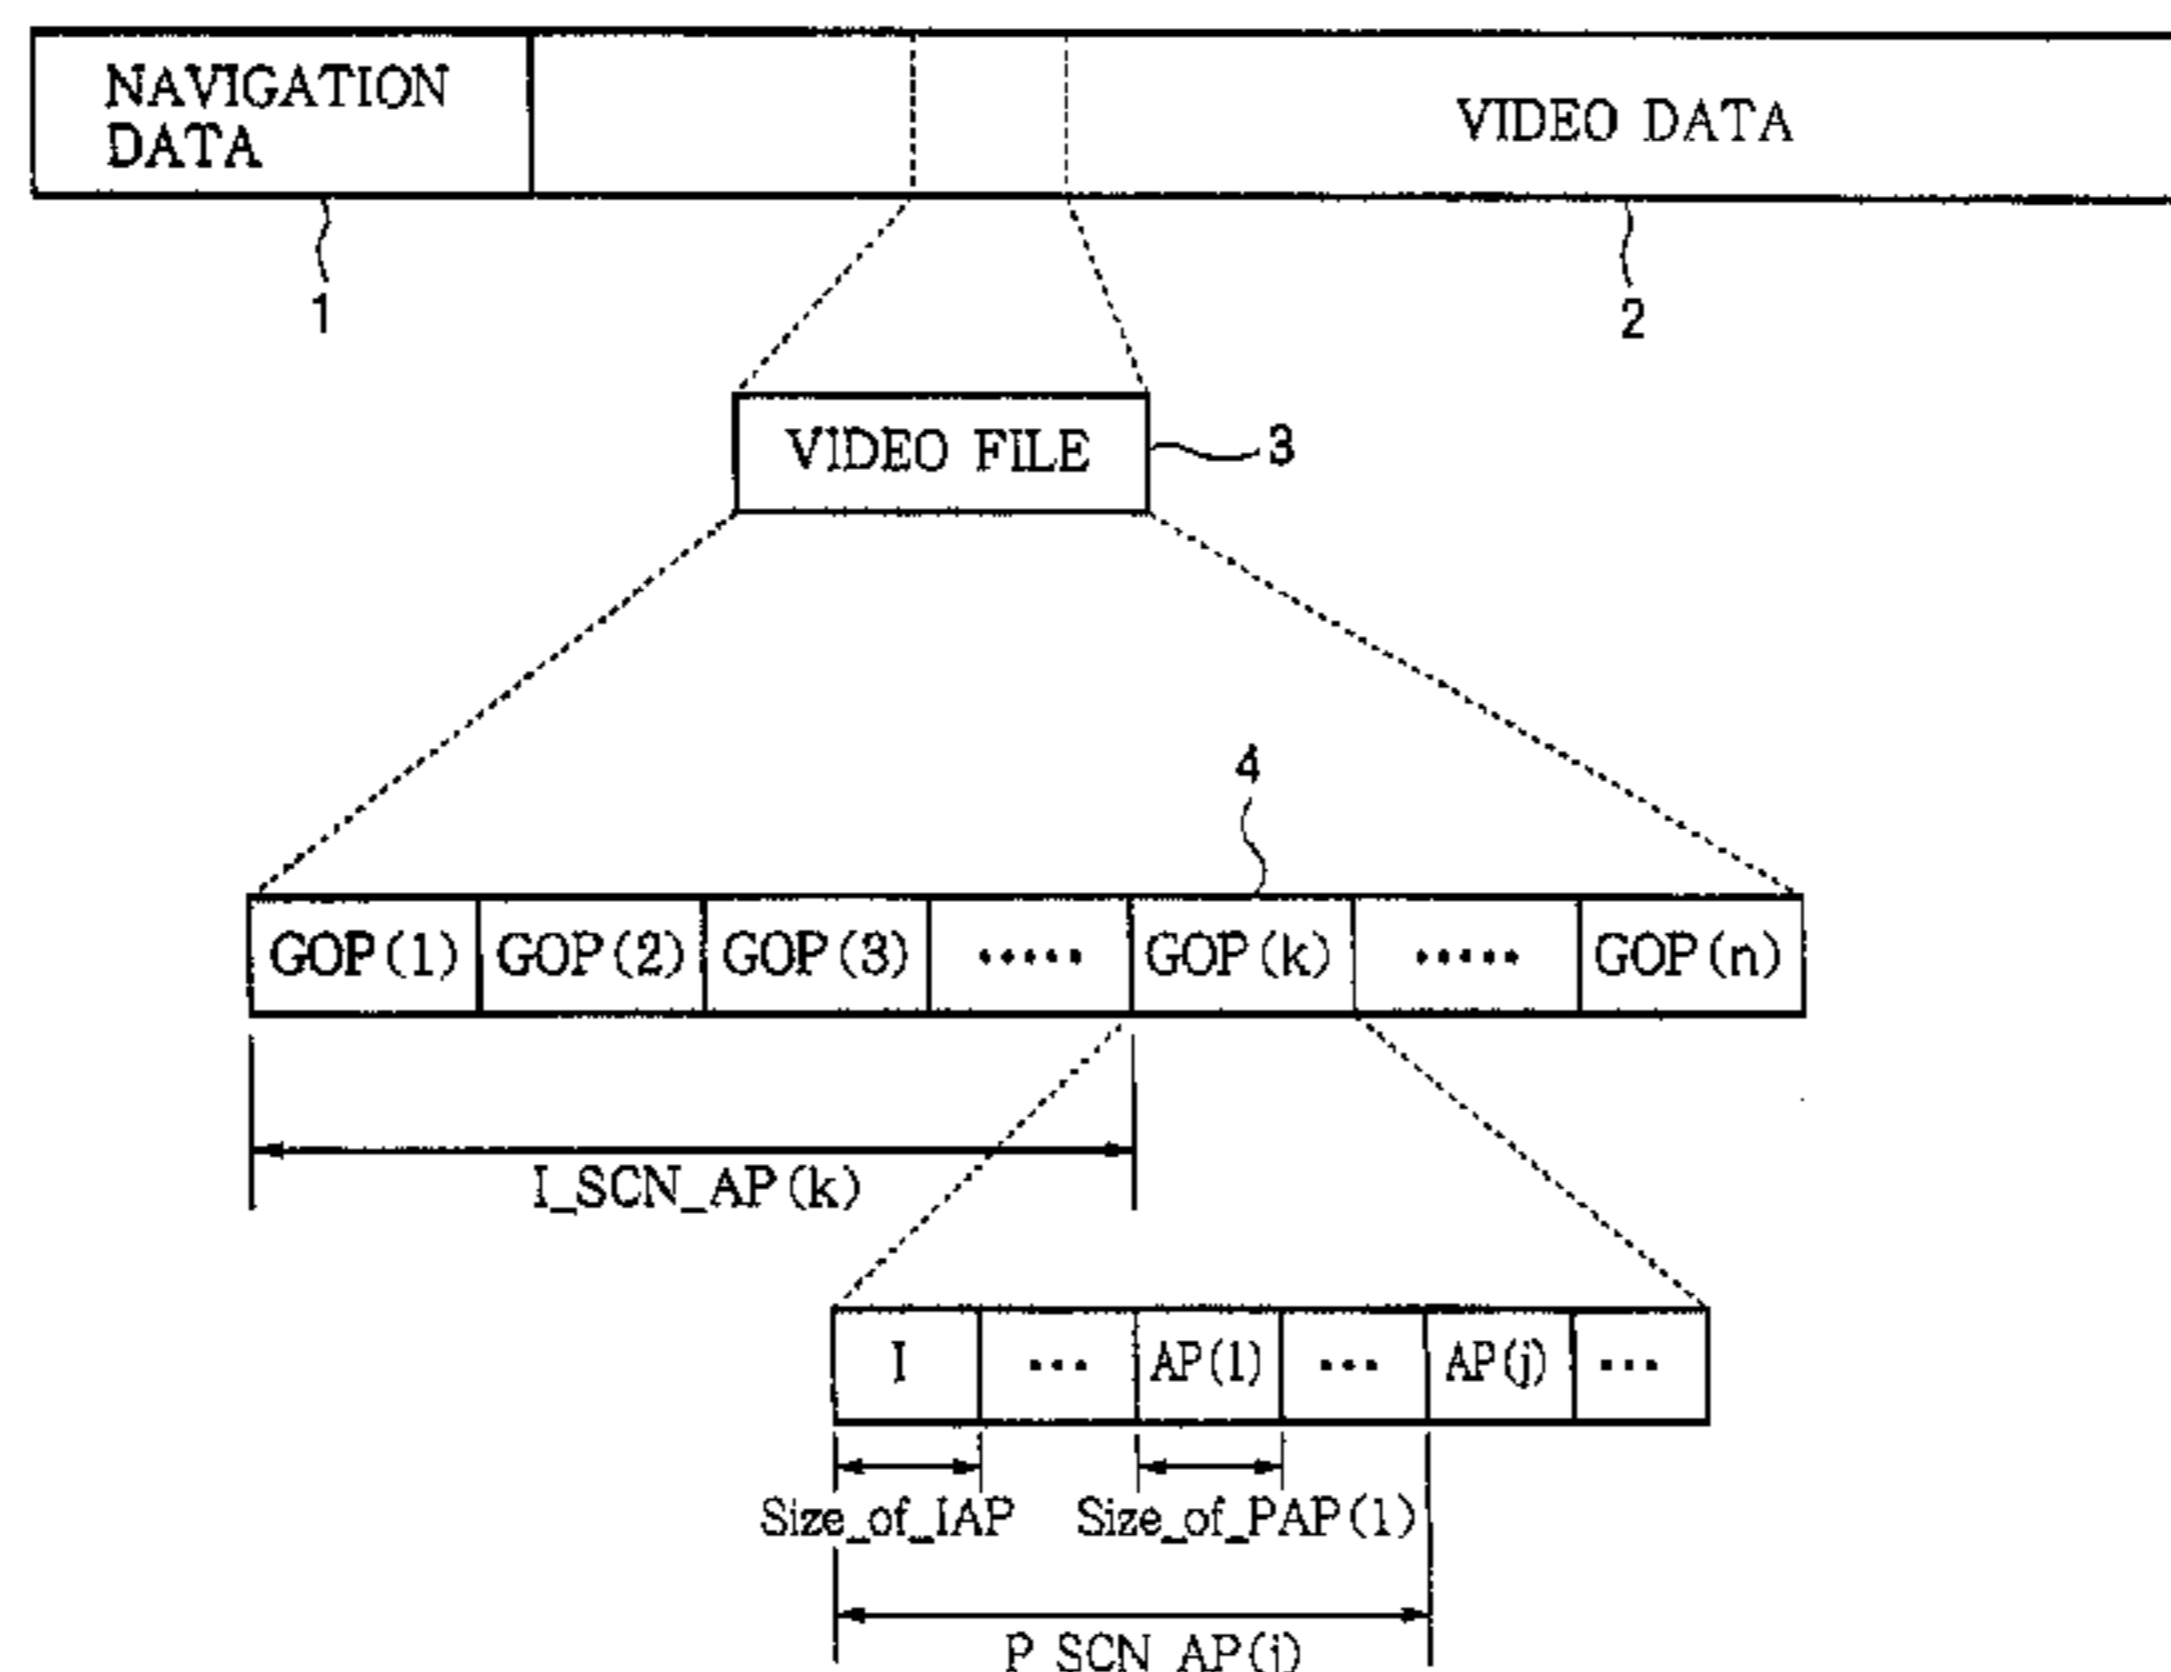 NAVIGATION
DATA
VIDEO DATA
1
2
VIDEO FILE
3
4
GOP(1) GOP(2) GOP(3) ••••• GOP(k) ••••• GOP(n)
I_SCN_AP(k)
I ••• AP(1) ••• AP(j) •••
Size_of_IAP Size_of_PAP(1)
P_SCN_AP(j)